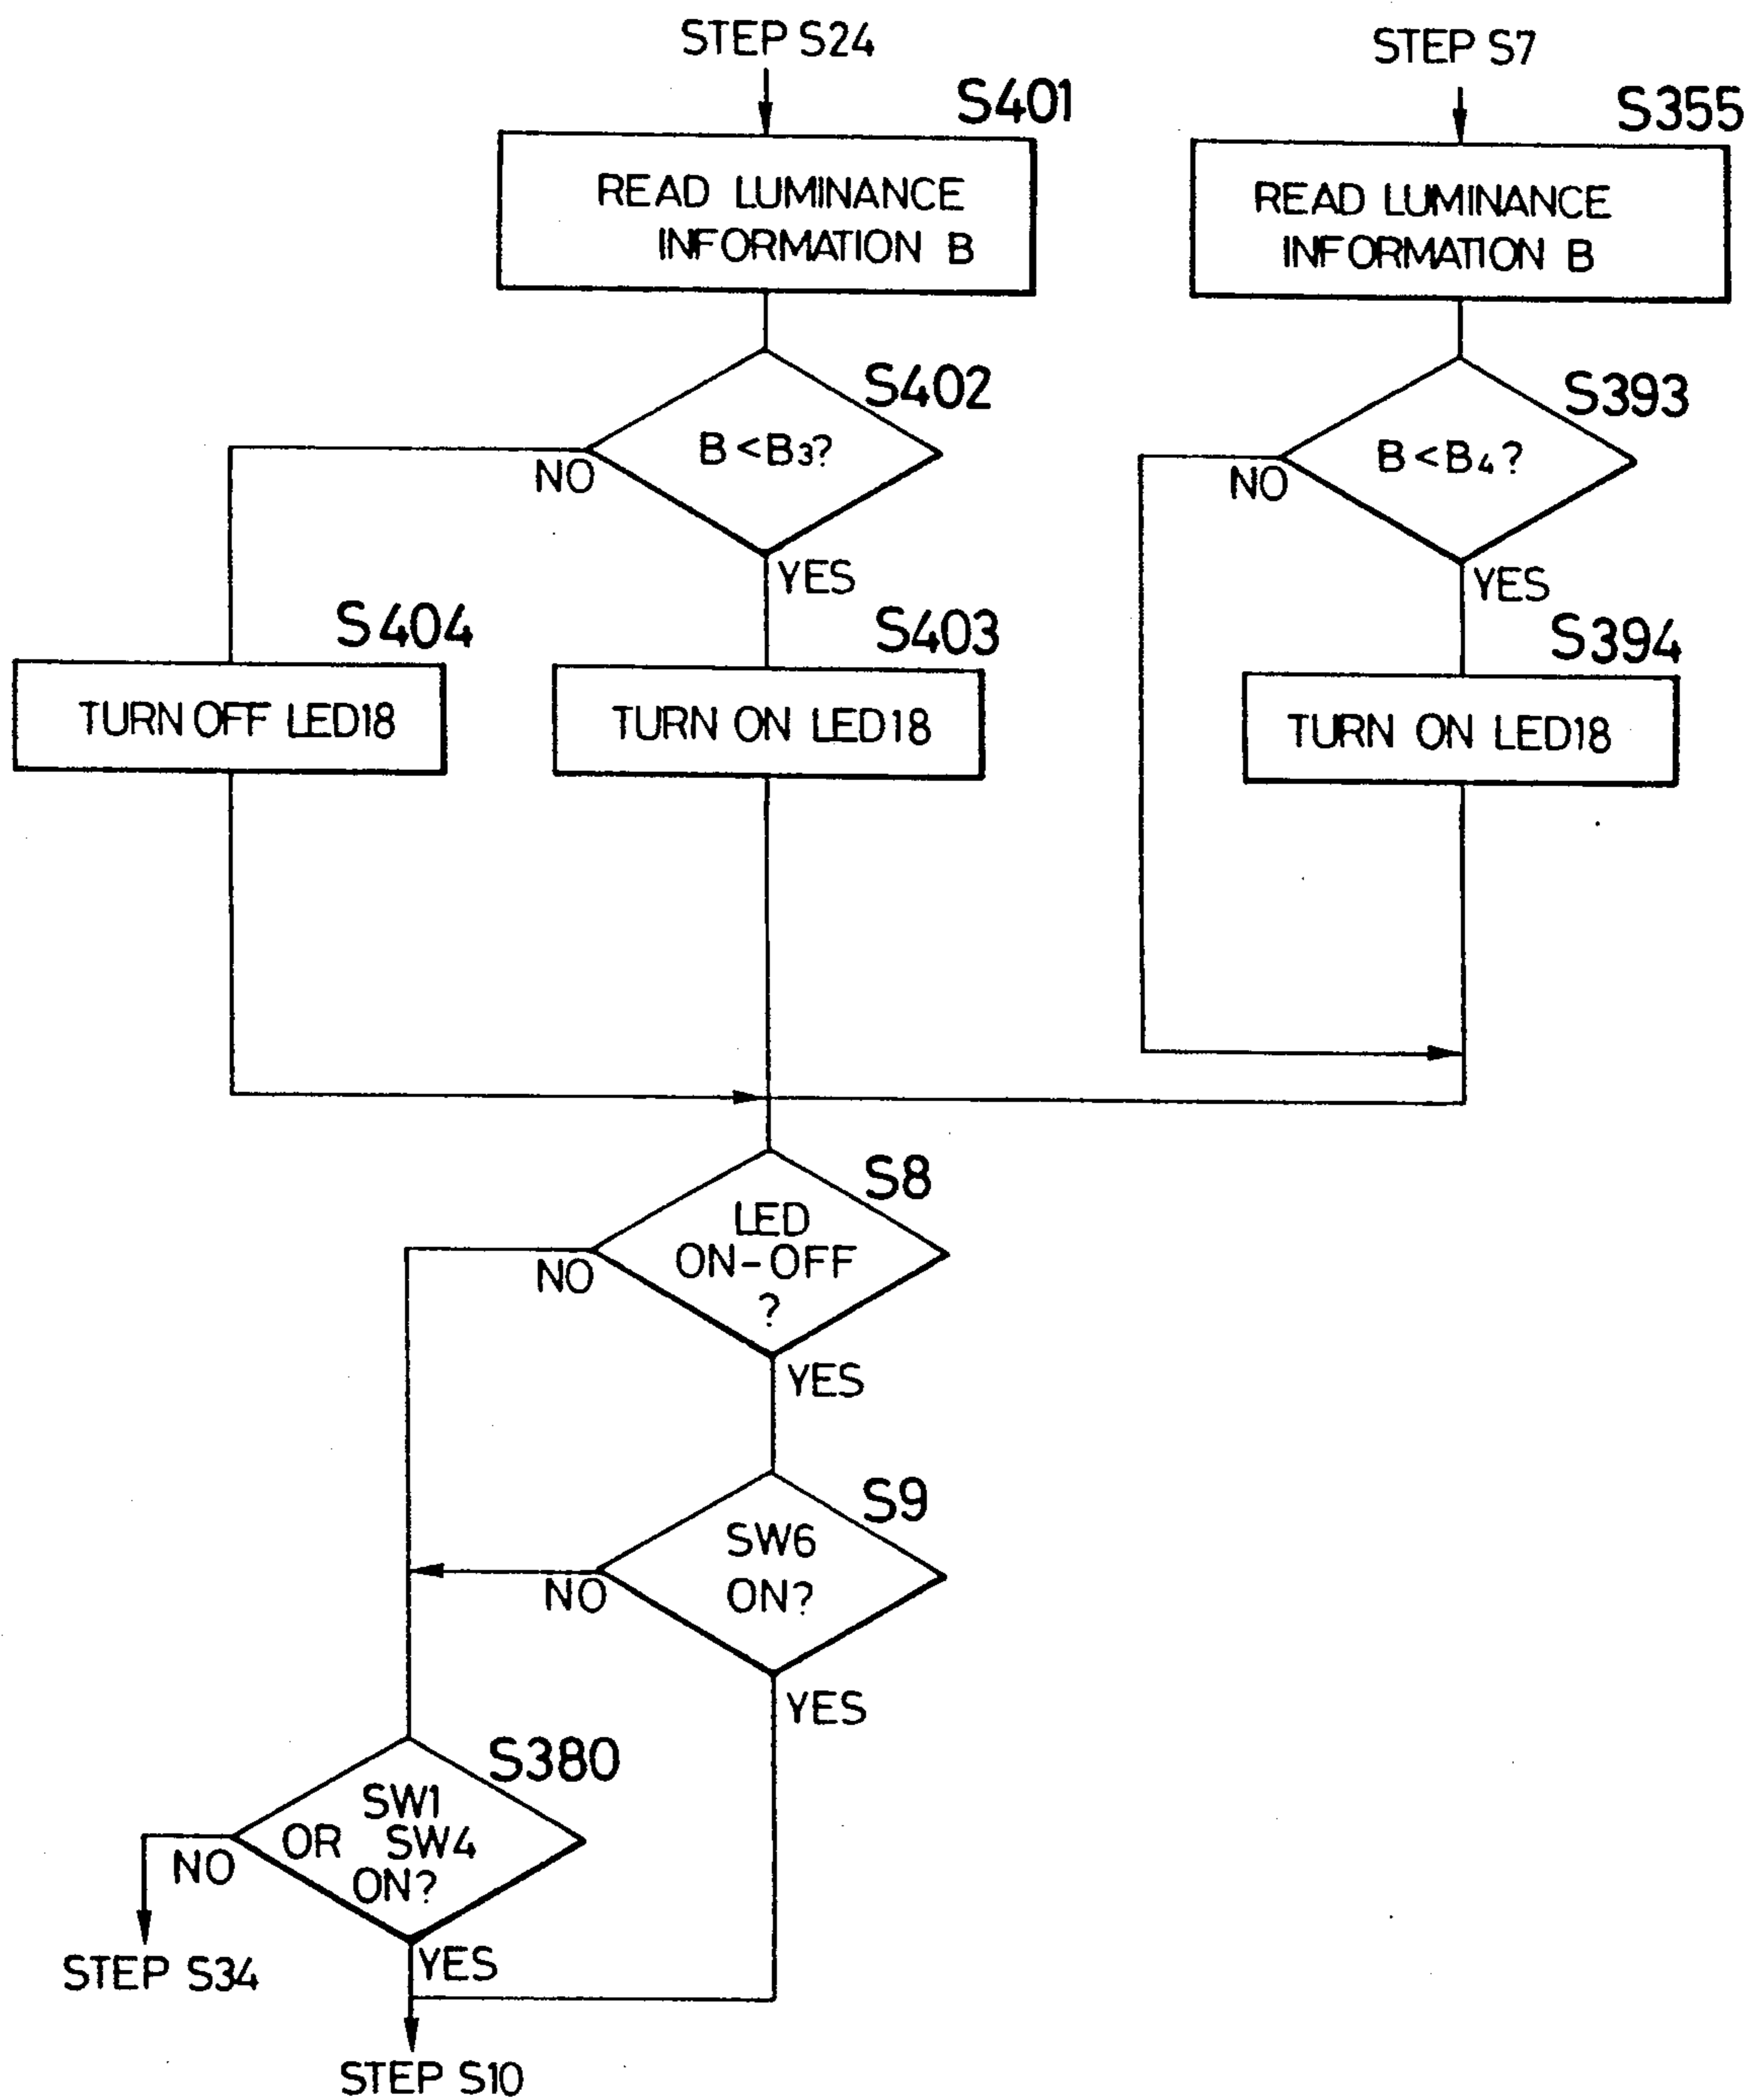 STEP S24
STEP S7
S401
S355
READ LUMINANCE
INFORMATION B
READ LUMINANCE
INFORMATION B
S402
S393
B<B3?
B<B4?
NO
YES
NO
YES
S404
S403
S394
TURN OFF LED18
TURN ON LED18
TURN ON LED18
S8
LED
ON-OFF
?
NO
YES
S9
SW6
ON?
NO
YES
S380
SW1
OR SW4
ON?
NO
YES
STEP S34
STEP S10